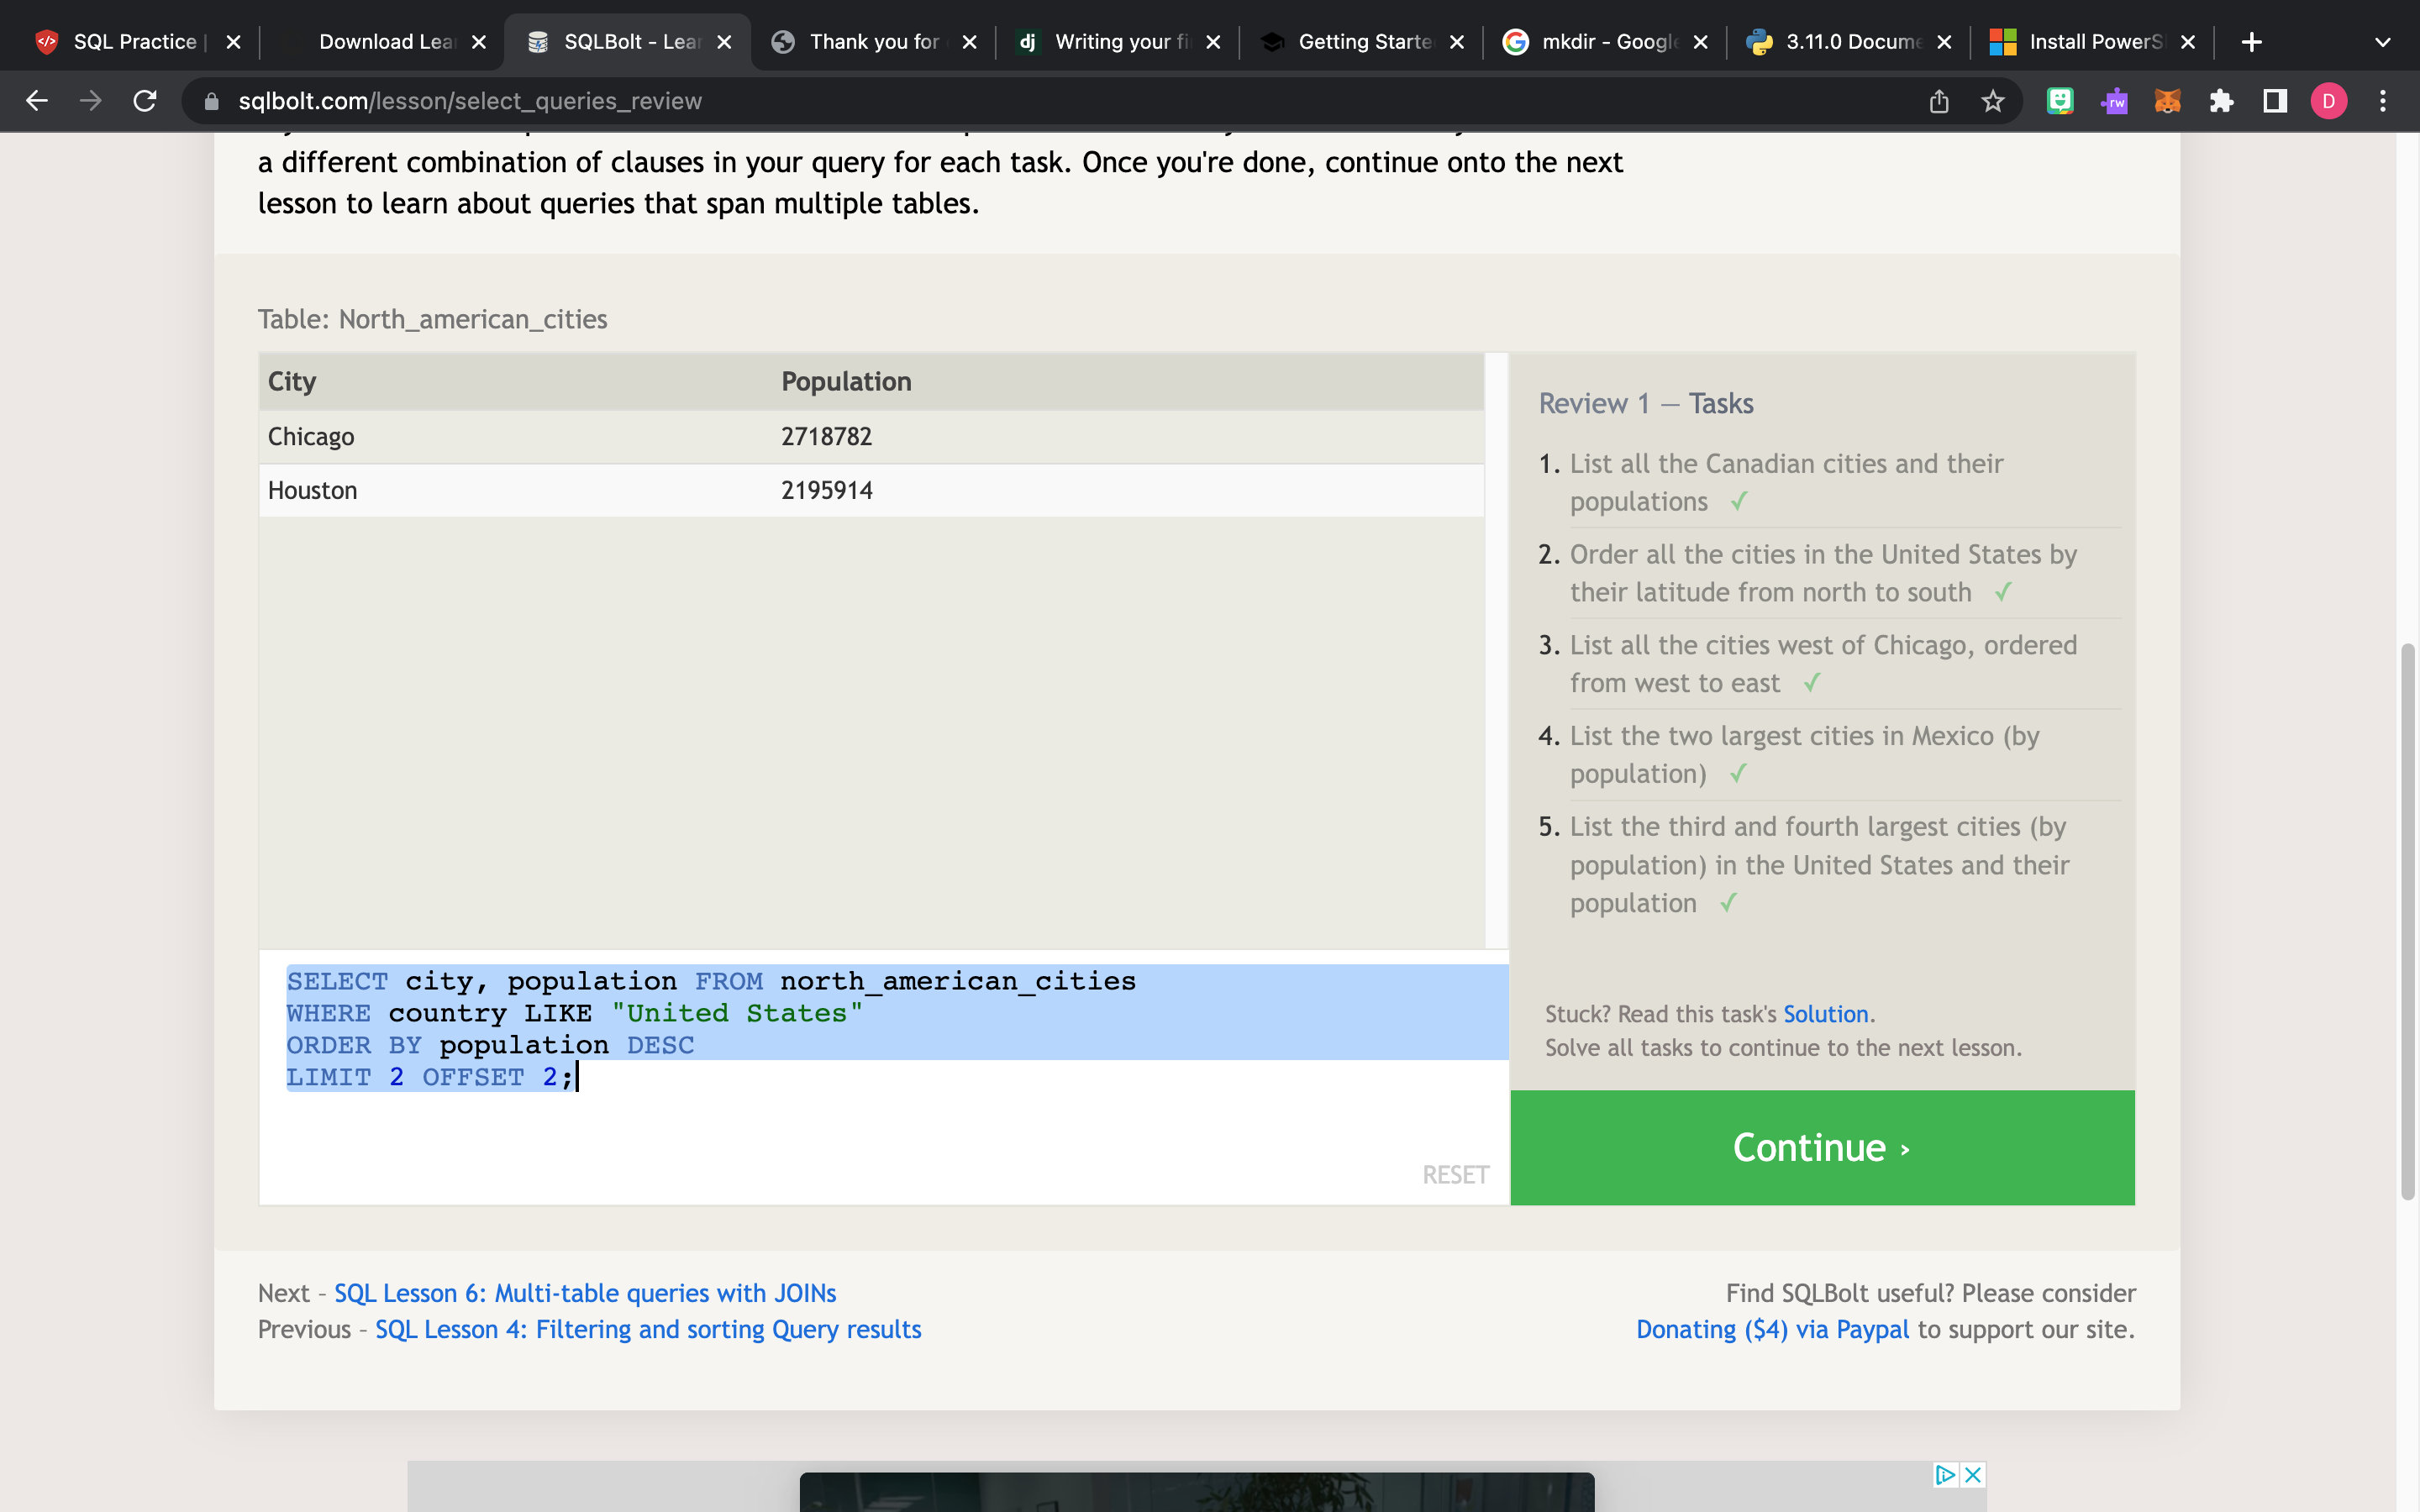 SQL Practice
Download Lear
SQLBolt - Lear
Thank you for
dj
Writing your fi
Getting Starte
mkdir - Google
3.11.0 Docume
Install PowerS
sqlbolt.com/lesson/select_queries_review
rw
D
a different combination of clauses in your query for each task. Once you're done, continue onto the next
lesson to learn about queries that span multiple tables.
Table: North_american_cities
City Population
Chicago 2718782
Houston 2195914
Review 1 — Tasks
1. List all the Canadian cities and their
populations ✓
2. Order all the cities in the United States by
their latitude from north to south ✓
3. List all the cities west of Chicago, ordered
from west to east ✓
4. List the two largest cities in Mexico (by
population) ✓
5. List the third and fourth largest cities (by
population) in the United States and their
population ✓
SELECT city, population FROM north_american_cities
WHERE country LIKE "United States"
ORDER BY population DESC
LIMIT 2 OFFSET 2;
RESET
Stuck? Read this task's Solution.
Solve all tasks to continue to the next lesson.
Continue ›
Next – SQL Lesson 6: Multi-table queries with JOINs
Previous – SQL Lesson 4: Filtering and sorting Query results
Find SQLBolt useful? Please consider
Donating ($4) via Paypal to support our site.